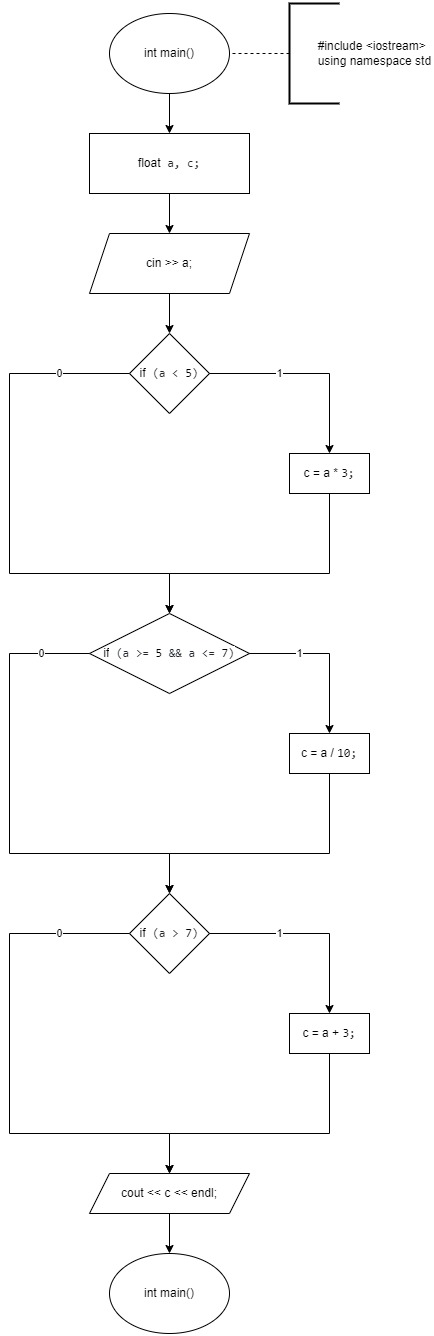 int main()
#include <iostream>
using namespace std
float a, c;
cin >> a;
0
if (a < 5)
1
c = a * 3;
0
if (a >= 5 && a <= 7)
1
c = a / 10;
0
if (a > 7)
1
c = a + 3;
cout << c << endl;
int main()